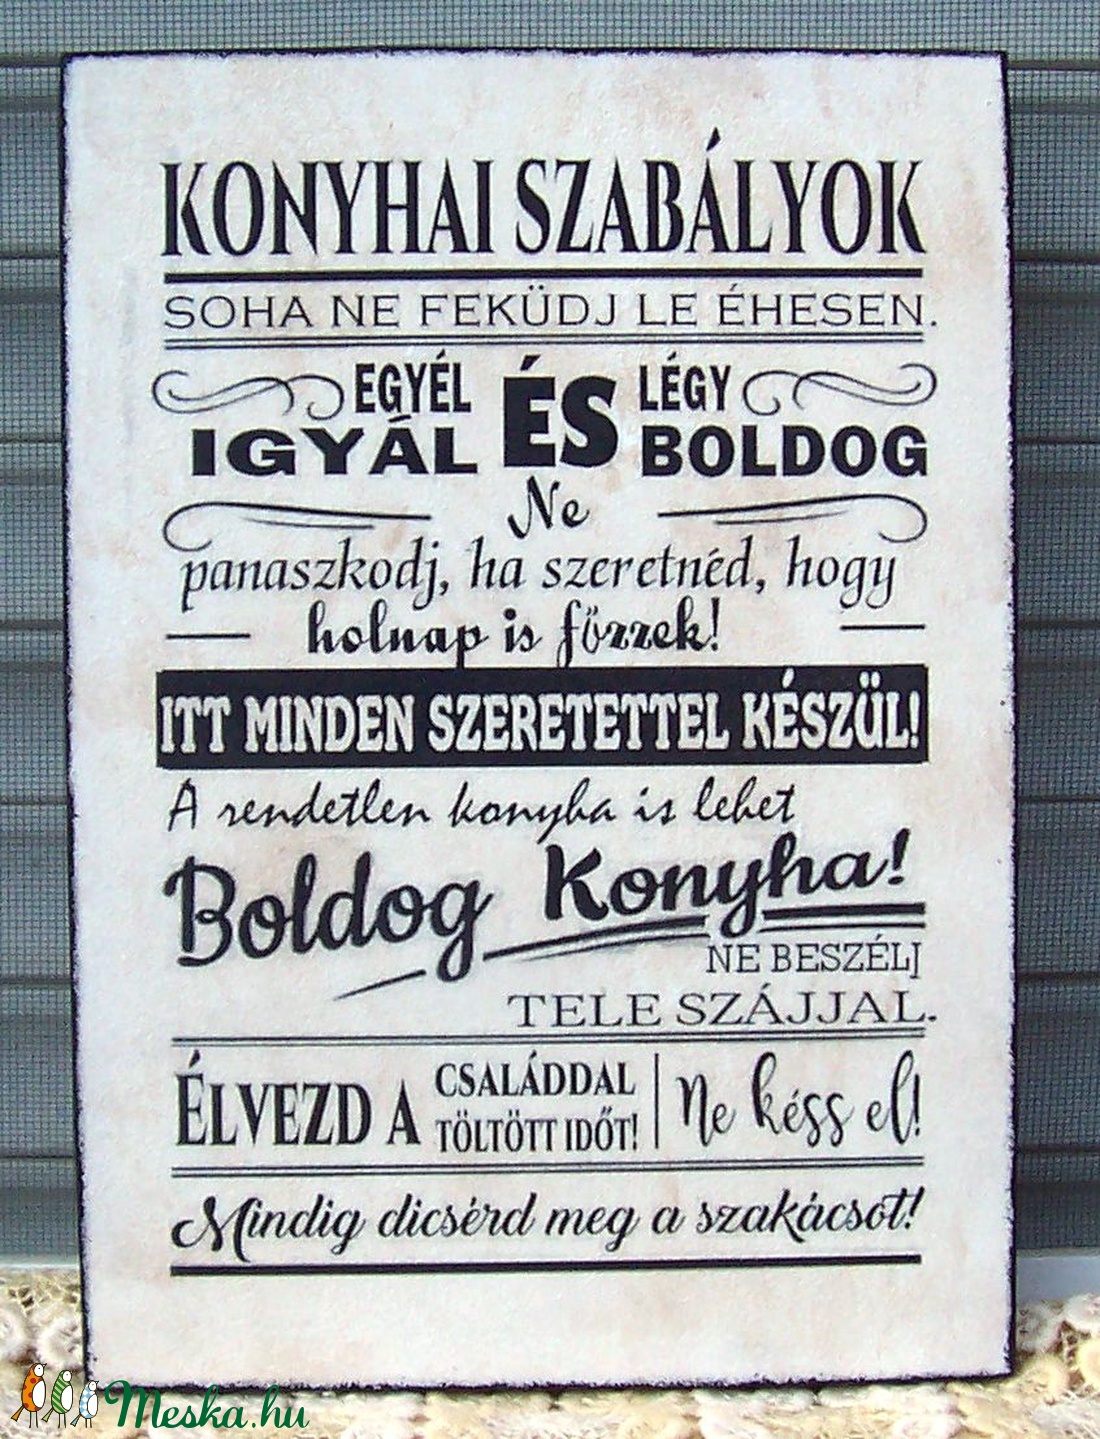 KONYHAI SZABÁLYOK
SOHA NE FEKÜDJ LE ÉHESEN.
EGYÉL IGYÁL ÉS LÉGY BOLDOG
Ne
panaszkodj, ha szeretnéd, hogy
holnap is főzzek!
ITT MINDEN SZERETETTEL KÉSZÜL!
A rendetlen konyha is lehet
Boldog Konyha!
NE BESZÉLJ
TELE SZÁJJAL.
ÉLVEZD A CSALÁDDAL TÖLTÖTT IDŐT! Ne késs el!
Mindig dicsérd meg a szakácsot!
Meska.hu